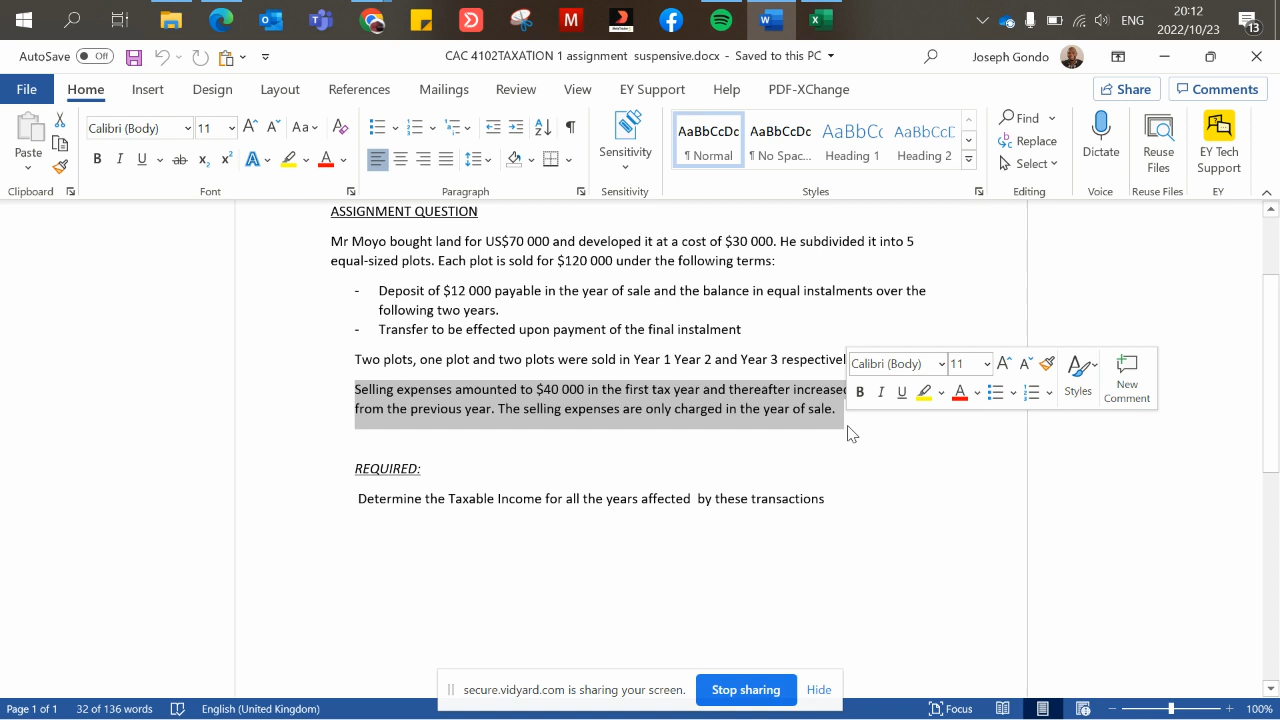 20:12
ENG
2022/10/23
13
AutoSave Off
CAC 4102TAXATION 1 assignment suspensive.docx - Saved to this PC
Joseph Gondo
File Home Insert Design Layout References Mailings Review View EY Support Help PDF-XChange
Share Comments
Calibri (Body) 11
Paste
AaBbCcDc AaBbCcDc AaBbCc AaBbCcD
¶ Normal ¶ No Spac... Heading 1 Heading 2
Sensitivity
Find
Replace
Select
Dictate
Reuse Files
EY Tech Support
Clipboard Font Paragraph Sensitivity Styles Editing Voice Reuse Files EY
ASSIGNMENT QUESTION
Mr Moyo bought land for US$70 000 and developed it at a cost of $30 000. He subdivided it into 5
equal-sized plots. Each plot is sold for $120 000 under the following terms:
- Deposit of $12 000 payable in the year of sale and the balance in equal instalments over the
following two years.
- Transfer to be effected upon payment of the final instalment
Two plots, one plot and two plots were sold in Year 1 Year 2 and Year 3 respectivel
Calibri (Body) 11
Styles
New Comment
Selling expenses amounted to $40 000 in the first tax year and thereafter increased
from the previous year. The selling expenses are only charged in the year of sale.
REQUIRED:
Determine the Taxable Income for all the years affected by these transactions
secure.vidyard.com is sharing your screen. Stop sharing Hide
Page 1 of 1 32 of 136 words English (United Kingdom) Focus 100%